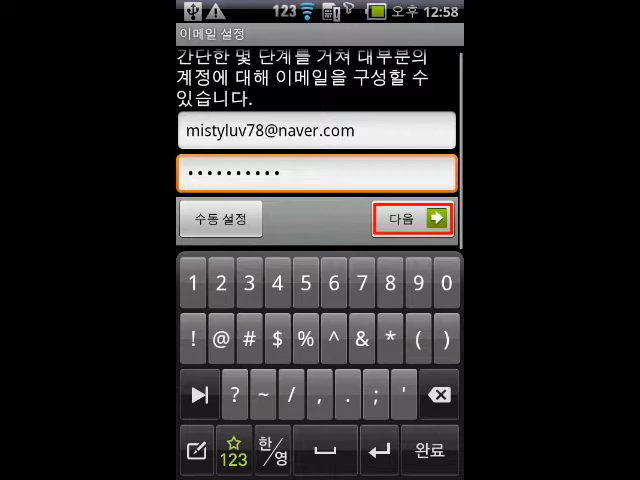 123 오후 12:58
이메일 설정
간단한 몇 단계를 거쳐 대부분의
계정에 대해 이메일을 구성할 수
있습니다.
mistyluv78@naver.com
••••••••••
수동 설정 다음
1 2 3 4 5 6 7 8 9 0
! @ # $ % ^ & * ( )
? ~ / , . ; '
123 한/영 완료